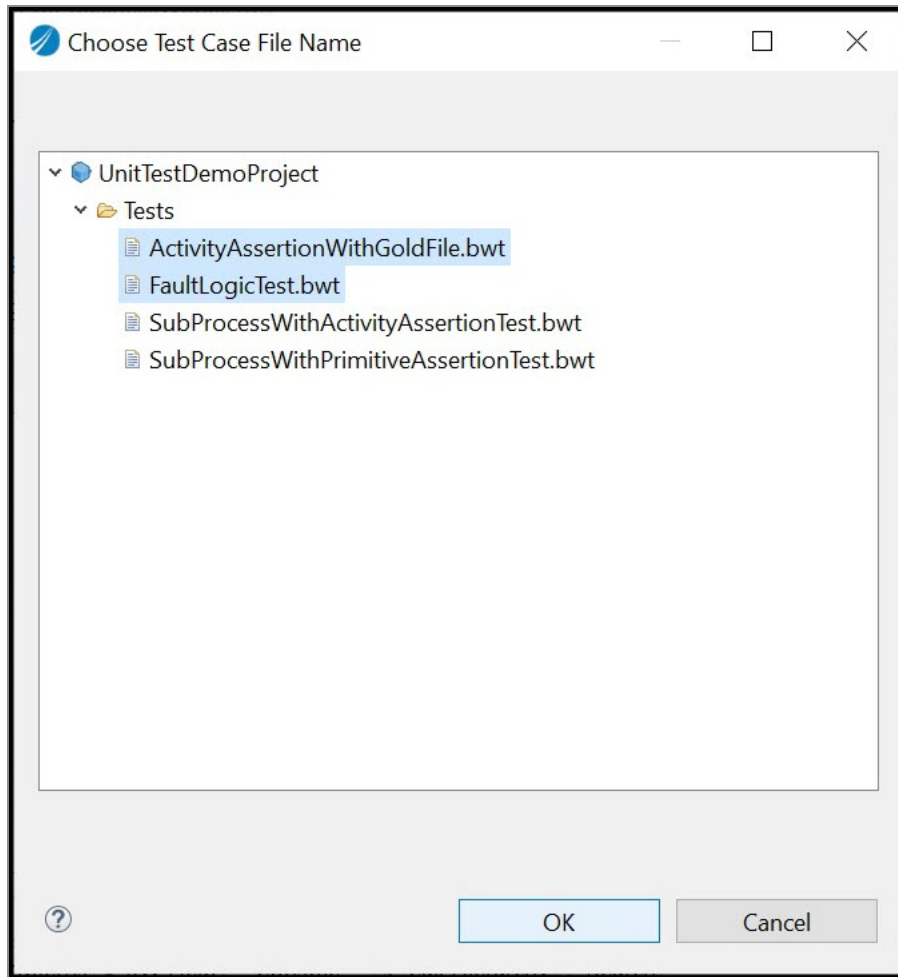 Choose Test Case File Name
UnitTestDemoProject
Tests
ActivityAssertionWithGoldFile.bwt
FaultLogicTest.bwt
SubProcessWithActivityAssertionTest.bwt
SubProcessWithPrimitiveAssertionTest.bwt
?
OK
Cancel